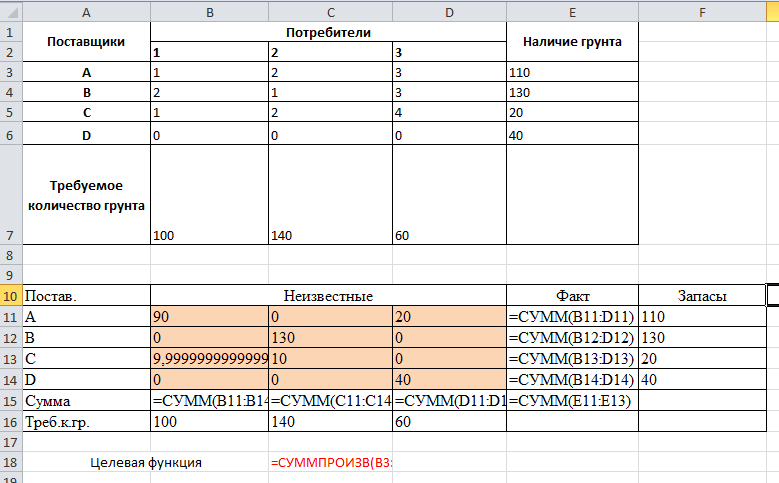 A B C D E F
1 Поставщики Потребители Наличие грунта
2 1 2 3
3 A 1 2 3 110
4 B 2 1 3 130
5 C 1 2 4 20
6 D 0 0 0 40
Требуемое
количество грунта
7 100 140 60
8
9
10 Постав. Неизвестные Факт Запасы
11 A 90 0 20 =СУММ(B11:D11) 110
12 B 0 130 0 =СУММ(B12:D12) 130
13 C 9,9999999999999 10 0 =СУММ(B13:D13) 20
14 D 0 0 40 =СУММ(B14:D14) 40
15 Сумма =СУММ(B11:B14 =СУММ(C11:C14 =СУММ(D11:D1 =СУММ(E11:E13)
16 Треб.к.гр. 100 140 60
17
18 Целевая функция =СУММПРОИЗВ(B3:
19